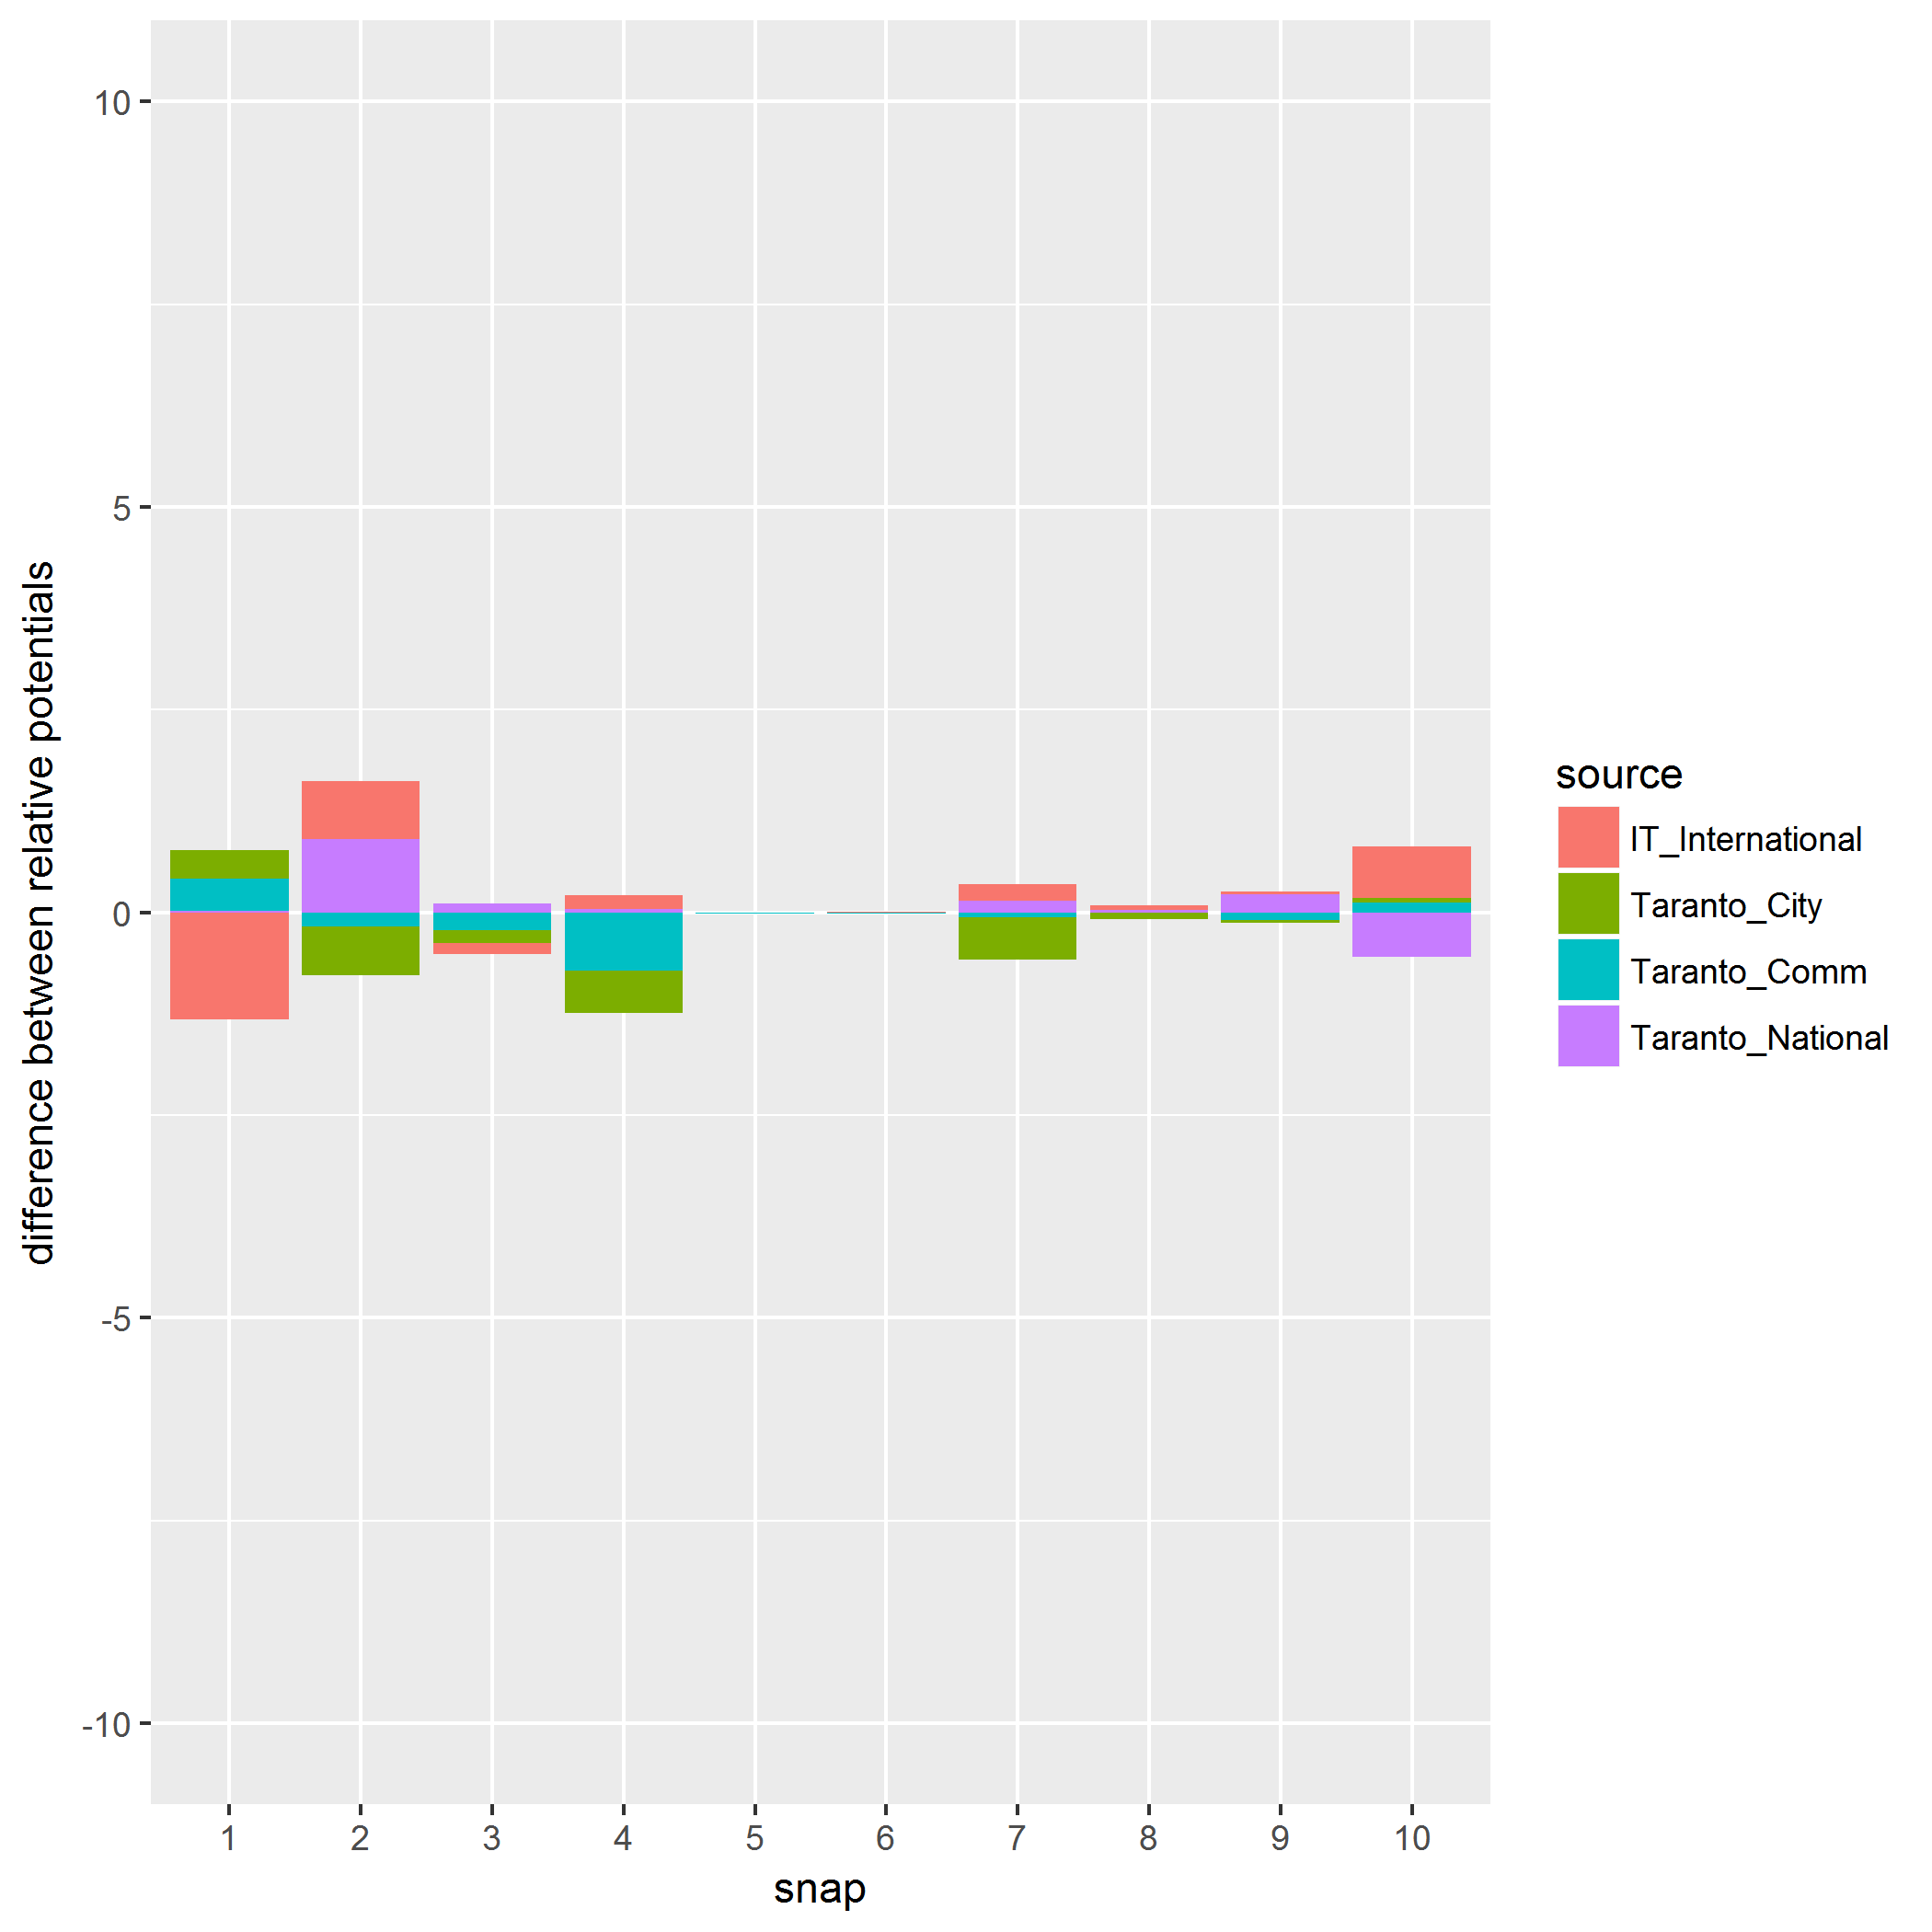 10
5
0
-5
-10
difference between relative potentials
1 2 3 4 5 6 7 8 9 10
snap
source
IT_International
Taranto_City
Taranto_Comm
Taranto_National